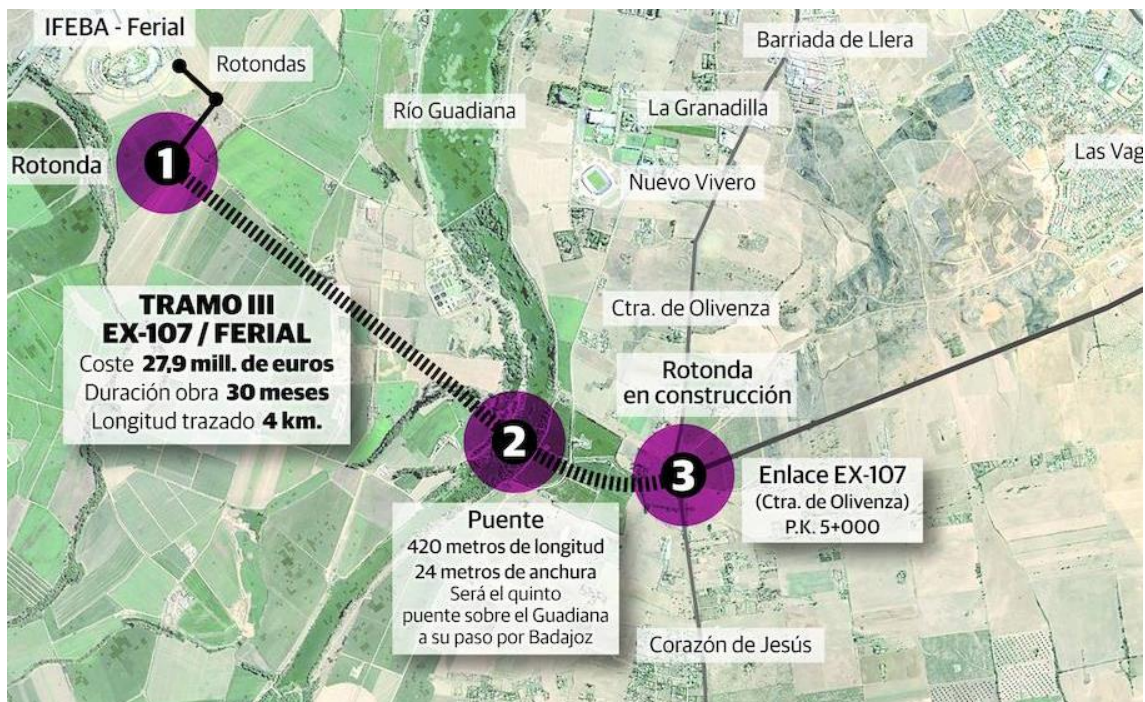 IFEBA - Ferial
Rotondas
Barriada de Llera
Río Guadiana
La Granadilla
Rotonda
1
Las Vag
Nuevo Vivero
TRAMO III
EX-107 / FERIAL
Coste 27,9 mill. de euros
Duración obra 30 meses
Longitud trazado 4 km.
Ctra. de Olivenza
Rotonda
en construcción
2
3
Enlace EX-107
(Ctra. de Olivenza)
P.K. 5+000
Puente
420 metros de longitud
24 metros de anchura
Será el quinto
puente sobre el Guadiana
a su paso por Badajoz
Corazón de Jesús